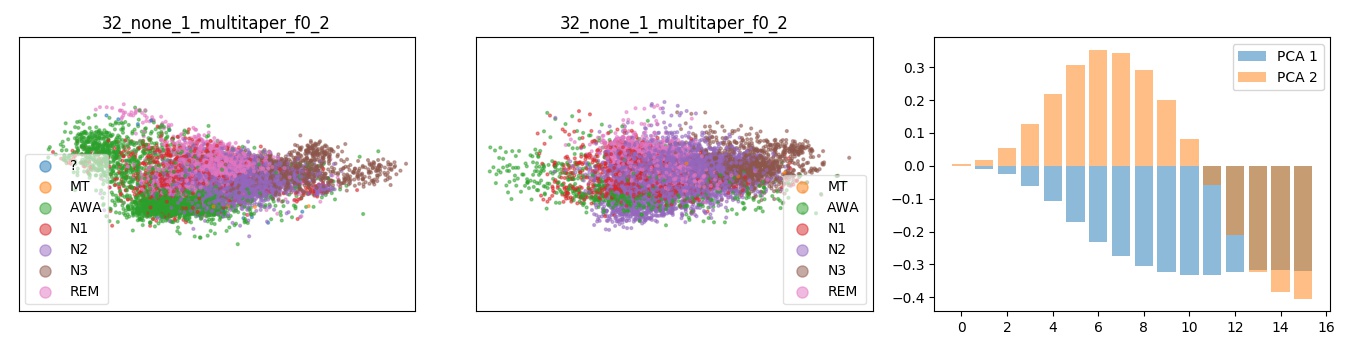 32_none_1_multitaper_f0_2
?
MT
AWA
N1
N2
N3
REM
32_none_1_multitaper_f0_2
MT
AWA
N1
N2
N3
REM
PCA 1
PCA 2
0.3
0.2
0.1
0.0
−0.1
−0.2
−0.3
−0.4
0 2 4 6 8 10 12 14 16